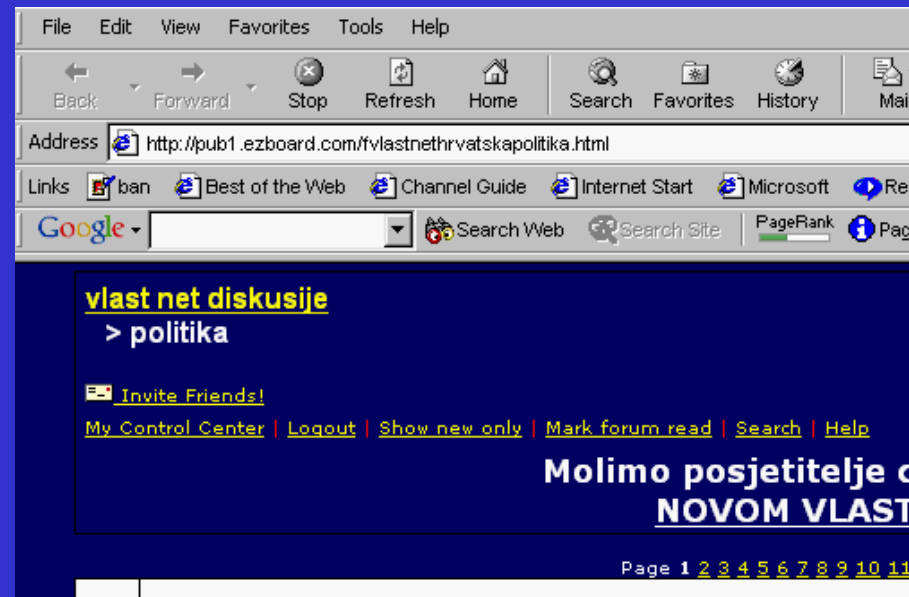 File Edit View Favorites Tools Help
Back Forward Stop Refresh Home Search Favorites History Mai
Address http://pub1.ezboard.com/fvlastnethrvatskapolitika.html
Links ban Best of the Web Channel Guide Internet Start Microsoft Re
Google Search Web Search Site PageRank Pag
vlast net diskusije
> politika
Invite Friends!
My Control Center | Logout | Show new only | Mark forum read | Search | Help
Molimo posjetitelje
NOVOM VLAST
Page 1 2 3 4 5 6 7 8 9 10 11